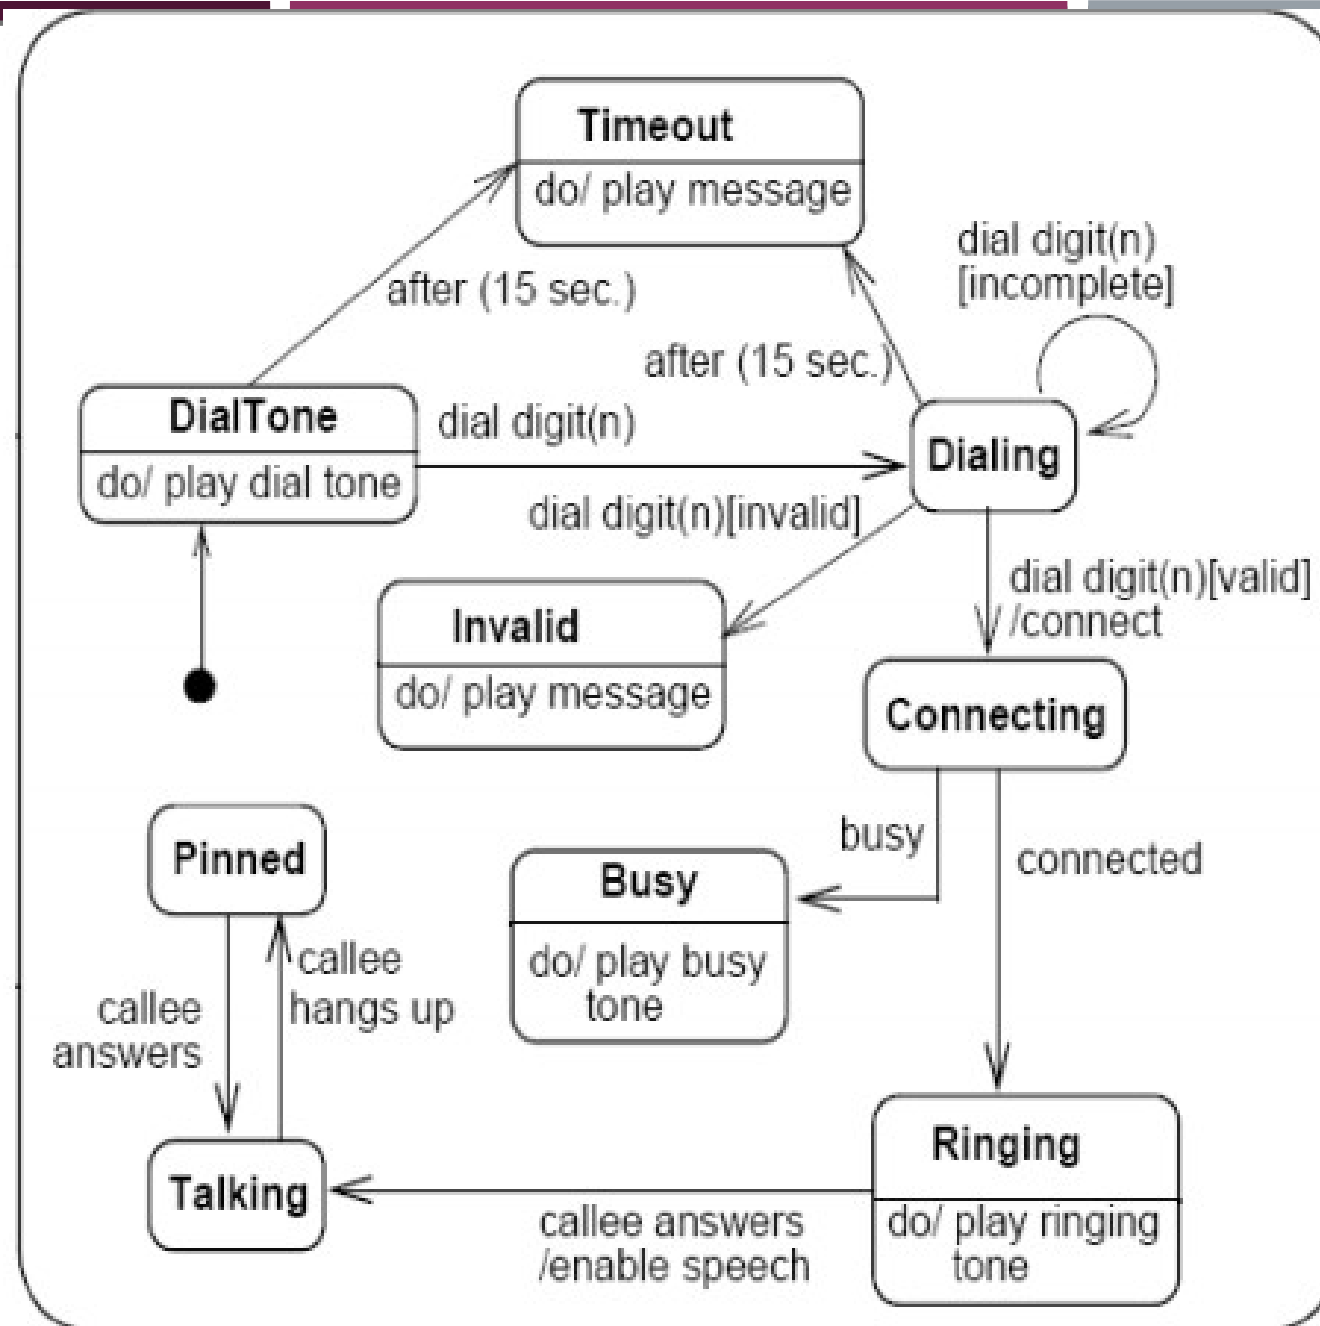 Timeout
do/ play message
dial digit(n)
[incomplete]
after (15 sec.)
after (15 sec.)
DialTone
do/ play dial tone
dial digit(n)
Dialing
dial digit(n)[invalid]
dial digit(n)[valid]
/connect
Invalid
do/ play message
Connecting
busy
connected
Pinned
Busy
do/ play busy
tone
callee
hangs up
callee
answers
Talking
callee answers
/enable speech
Ringing
do/ play ringing
tone